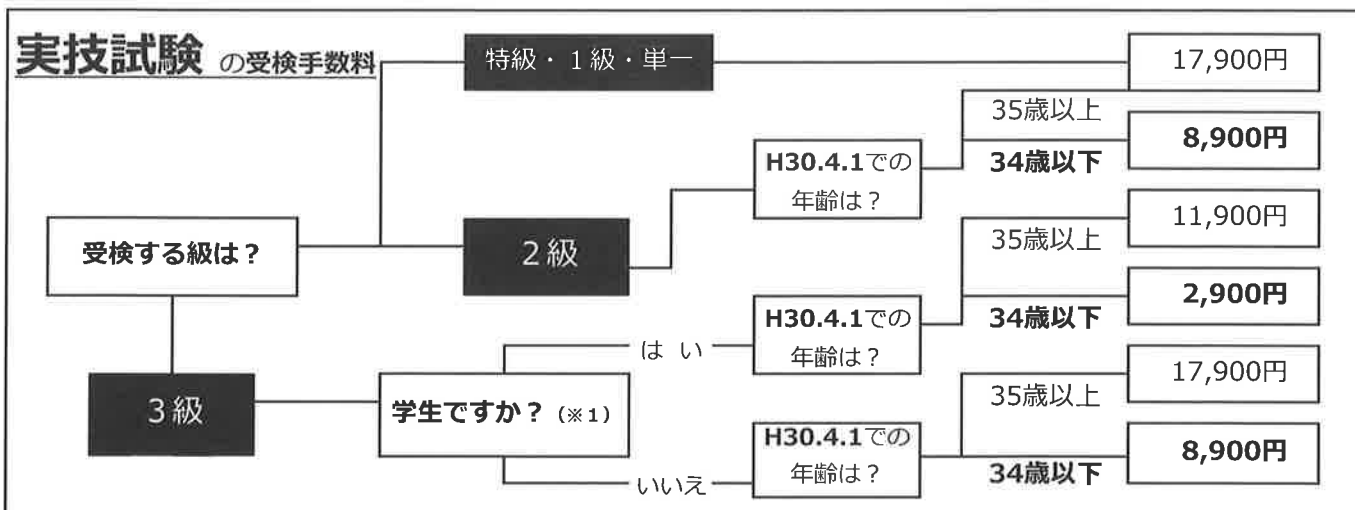 実技試験 の受検手数料
特級・１級・単一
17,900円
35歳以上
8,900円
34歳以下
H30.4.1での
年齢は？
受検する級は？
２級
11,900円
35歳以上
2,900円
34歳以下
H30.4.1での
年齢は？
は い
３級
学生ですか？（※１）
17,900円
35歳以上
8,900円
34歳以下
H30.4.1での
年齢は？
いいえ